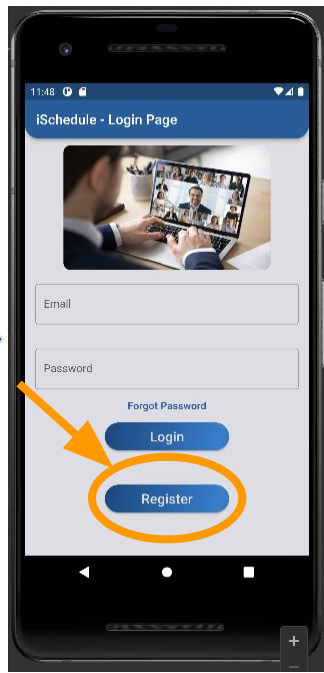 11:48
iSchedule - Login Page
Email
Password
Forgot Password
Login
Register